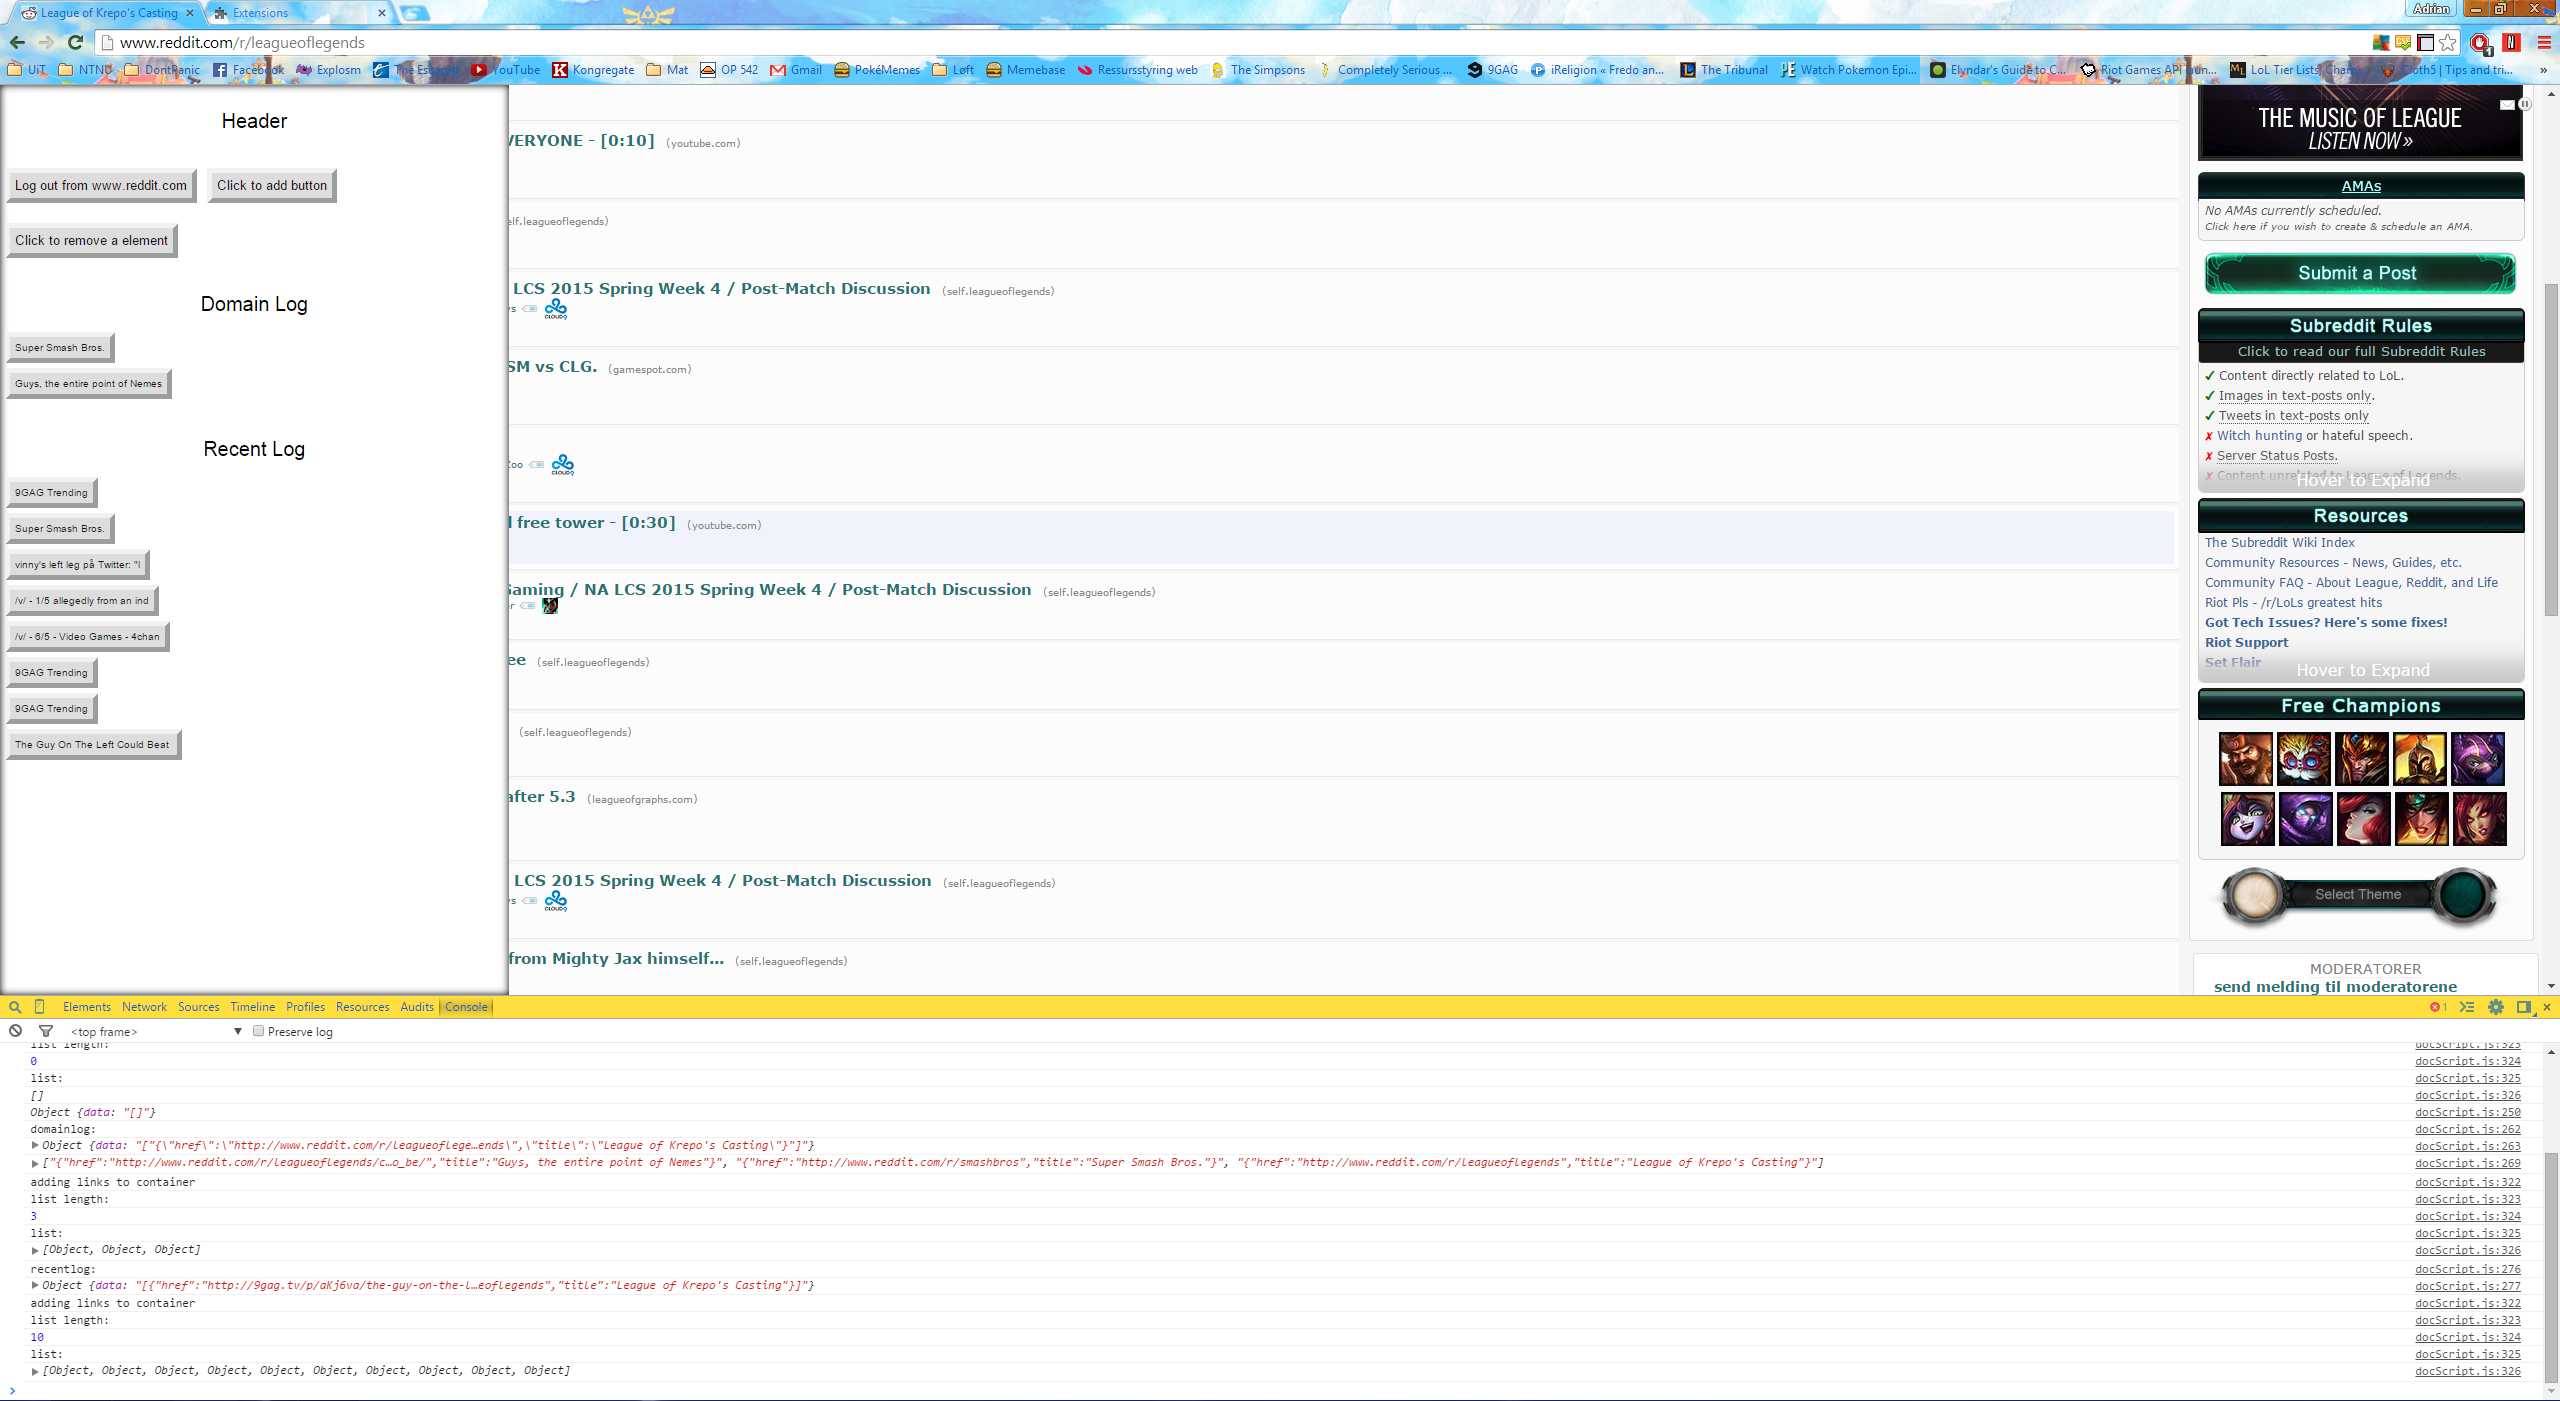 League of Krepo's Casting
Extensions
Adrian
www.reddit.com/r/leagueoflegends
UiT NTNU DontPanic Facebook Explosm YouTube Kongregate Mat OP 542 Gmail PokéMemes Løft Memebase Ressursstyring web The Simpsons Completely Serious ... 9GAG iReligion « Fredo an... The Tribunal Watch Pokemon Epi... Elyndar's Guide to C... Riot Games API laun... LoL Tier Lists, Cham... Cloth5 | Tips and tri... »
Header
Log out from www.reddit.com
Click to add button
Click to remove a element
Domain Log
Super Smash Bros.
Guys, the entire point of Nemes
Recent Log
9GAG Trending
Super Smash Bros.
vinny's left leg på Twitter: "I
/v/ - 1/5 allegedly from an ind
/v/ - 6/5 - Video Games - 4chan
9GAG Trending
9GAG Trending
The Guy On The Left Could Beat
VERYONE - [0:10] (youtube.com)
elf.leagueoflegends)
LCS 2015 Spring Week 4 / Post-Match Discussion (self.leagueoflegends)
ys CLOUD9
SM vs CLG. (gamespot.com)
Zoo CLOUD9
l free tower - [0:30] (youtube.com)
Gaming / NA LCS 2015 Spring Week 4 / Post-Match Discussion (self.leagueoflegends)
er
ee (self.leagueoflegends)
(self.leagueoflegends)
after 5.3 (leagueofgraphs.com)
LCS 2015 Spring Week 4 / Post-Match Discussion (self.leagueoflegends)
ys CLOUD9
from Mighty Jax himself... (self.leagueoflegends)
THE MUSIC OF LEAGUE
LISTEN NOW »
AMAs
No AMAs currently scheduled.
Click here if you wish to create & schedule an AMA.
Submit a Post
Subreddit Rules
Click to read our full Subreddit Rules
✔ Content directly related to LoL.
✔ Images in text-posts only.
✔ Tweets in text-posts only
✗ Witch hunting or hateful speech.
✗ Server Status Posts.
✗ Content unrelated to League of Legends.
Hover to Expand
Resources
The Subreddit Wiki Index
Community Resources - News, Guides, etc.
Community FAQ - About League, Reddit, and Life
Riot Pls - /r/LoLs greatest hits
Got Tech Issues? Here's some fixes!
Riot Support
Set Flair
Hover to Expand
Free Champions
Select Theme
MODERATORER
send melding til moderatorene
Elements Network Sources Timeline Profiles Resources Audits Console 1
<top frame> ▼ Preserve log
list length: docScript.js:323
0 docScript.js:324
list: docScript.js:325
[] docScript.js:326
Object {data: "[]"} docScript.js:250
domainlog: docScript.js:262
Object {data: "["{\"href\":\"http://www.reddit.com/r/leagueoflege…ends\",\"title\":\"League of Krepo's Casting\"}"]"} docScript.js:263
["{"href":"http://www.reddit.com/r/leagueoflegends/c…o_be/","title":"Guys, the entire point of Nemes"}", "{"href":"http://www.reddit.com/r/smashbros","title":"Super Smash Bros."}", "{"href":"http://www.reddit.com/r/leagueoflegends","title":"League of Krepo's Casting"}"] docScript.js:269
adding links to container docScript.js:322
list length: docScript.js:323
3 docScript.js:324
list: docScript.js:325
[Object, Object, Object] docScript.js:326
recentlog: docScript.js:276
Object {data: "[{"href":"http://9gag.tv/p/aKj6va/the-guy-on-the-l…eoflegends","title":"League of Krepo's Casting"}]"} docScript.js:277
adding links to container docScript.js:322
list length: docScript.js:323
10 docScript.js:324
list: docScript.js:325
[Object, Object, Object, Object, Object, Object, Object, Object, Object, Object] docScript.js:326